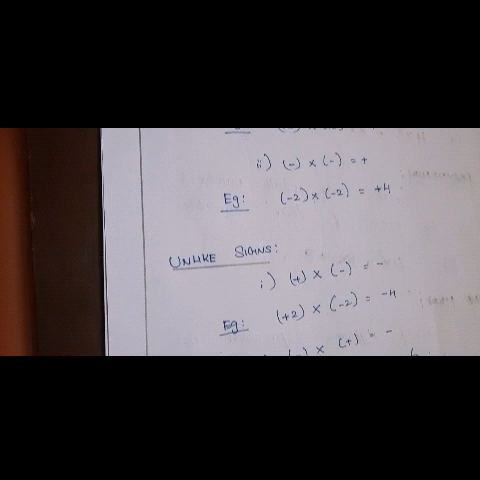 ii) (-) x (-) = +
Eg: (-2) x (-2) = +4
UNLIKE SIGNS:
i) (+) x (-) = -
Eg: (+2) x (-2) = -4
(-) x (+) = -